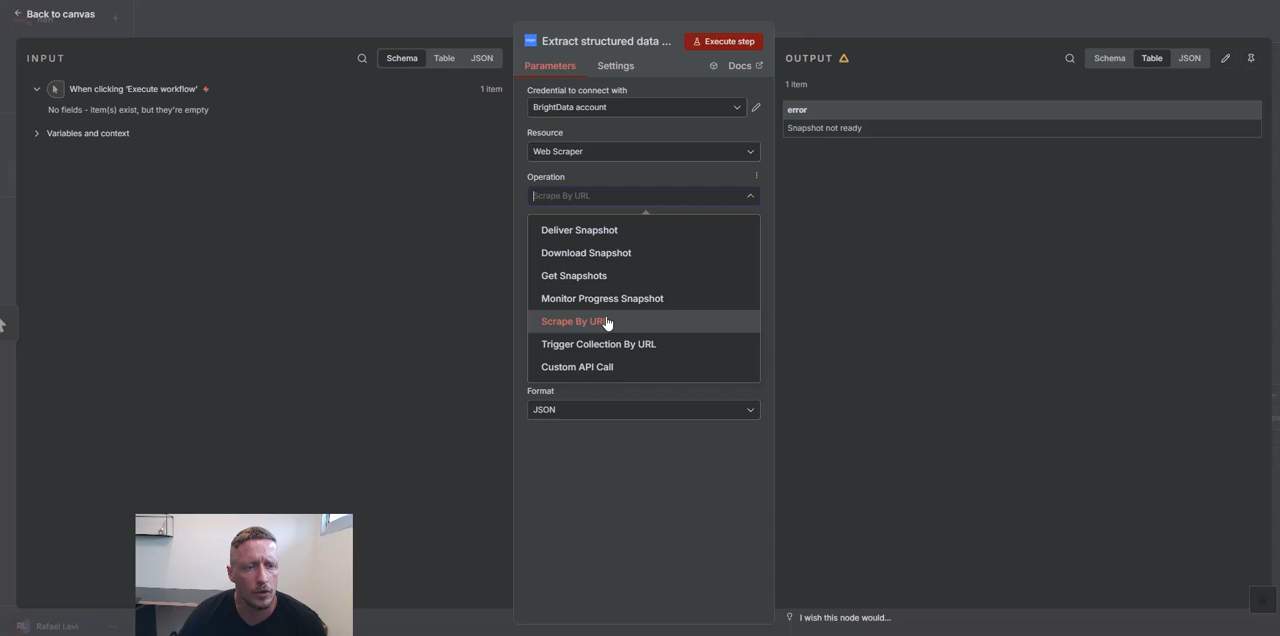 Back to canvas
INPUT
Schema
Table
JSON
When clicking 'Execute workflow'
1 item
No fields - item(s) exist, but they're empty
Variables and context
Extract structured data ...
Execute step
Parameters
Settings
Docs
Credential to connect with
BrightData account
Resource
Web Scraper
Operation
Scrape By URL
Deliver Snapshot
Download Snapshot
Get Snapshots
Monitor Progress Snapshot
Scrape By URL
Trigger Collection By URL
Custom API Call
Format
JSON
OUTPUT
Schema
Table
JSON
1 item
error
Snapshot not ready
I wish this node would...
RL
Rafael Levi